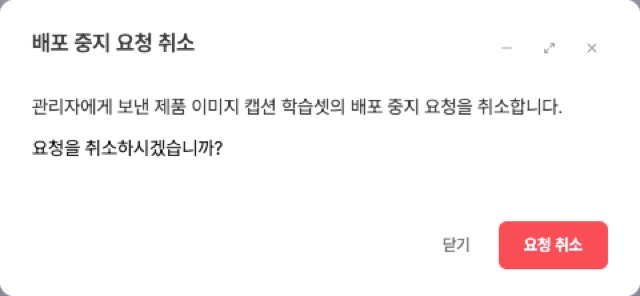 배포 중지 요청 취소
관리자에게 보낸 제품 이미지 캡션 학습셋의 배포 중지 요청을 취소합니다.
요청을 취소하시겠습니까?
닫기 요청 취소